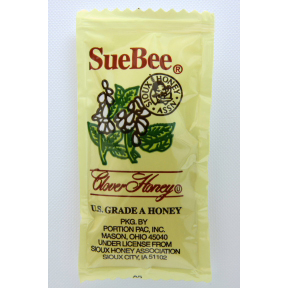 SueBee®
SIOUX HONEY ASSN.
Clover Honey Ⓤ
U.S. GRADE A HONEY
PKG. BY
PORTION PAC, INC.
MASON, OHIO 45040
UNDER LICENSE FROM
SIOUX HONEY ASSOCIATION
SIOUX CITY, IA 51102